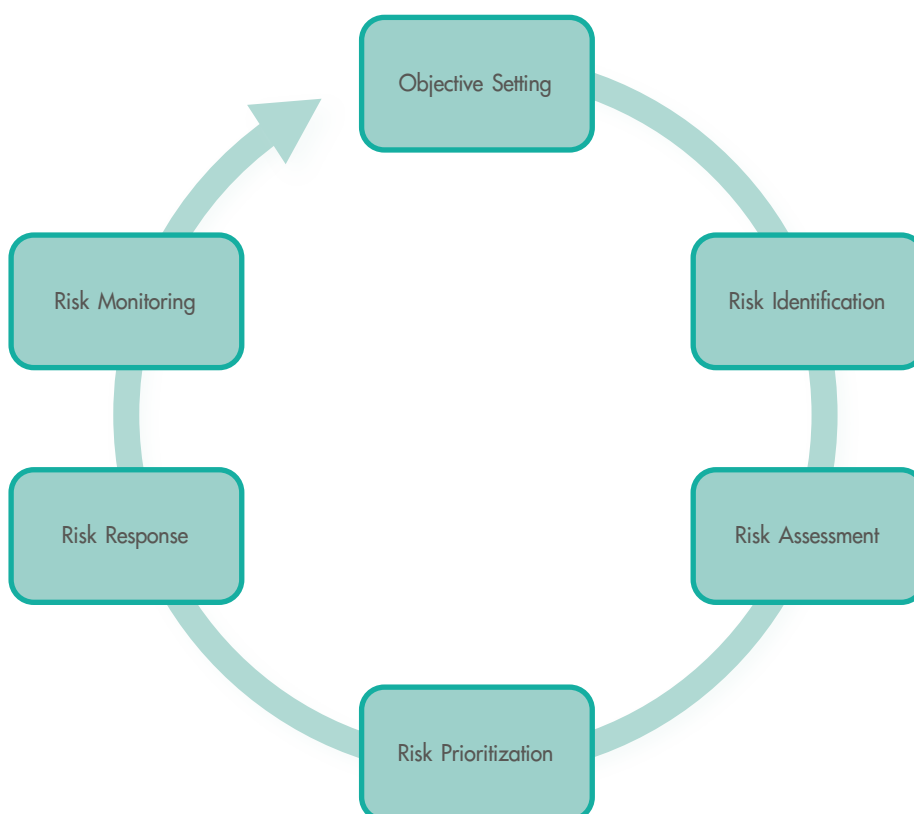 Objective Setting
Risk Identification
Risk Assessment
Risk Prioritization
Risk Response
Risk Monitoring